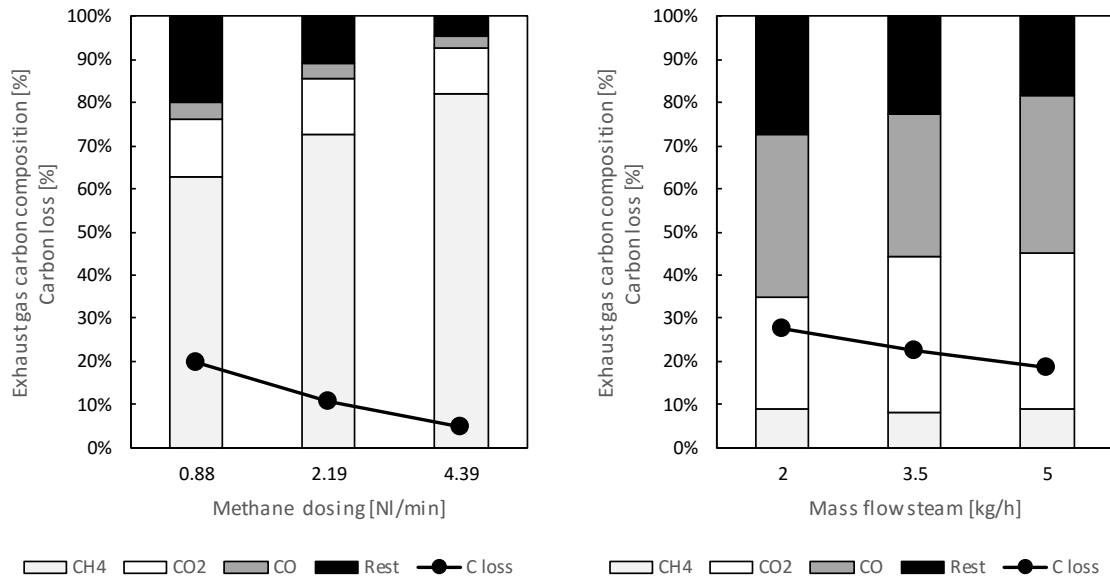 Exhaust gas carbon composition [%]
Carbon loss [%]
100%
90%
80%
70%
60%
50%
40%
30%
20%
10%
0%
0.88 2.19 4.39
Methane dosing [Nl/min]
CH4 CO2 CO Rest C loss
Exhaust gas carbon composition [%]
Carbon loss [%]
100%
90%
80%
70%
60%
50%
40%
30%
20%
10%
0%
2 3.5 5
Mass flow steam [kg/h]
CH4 CO2 CO Rest C loss